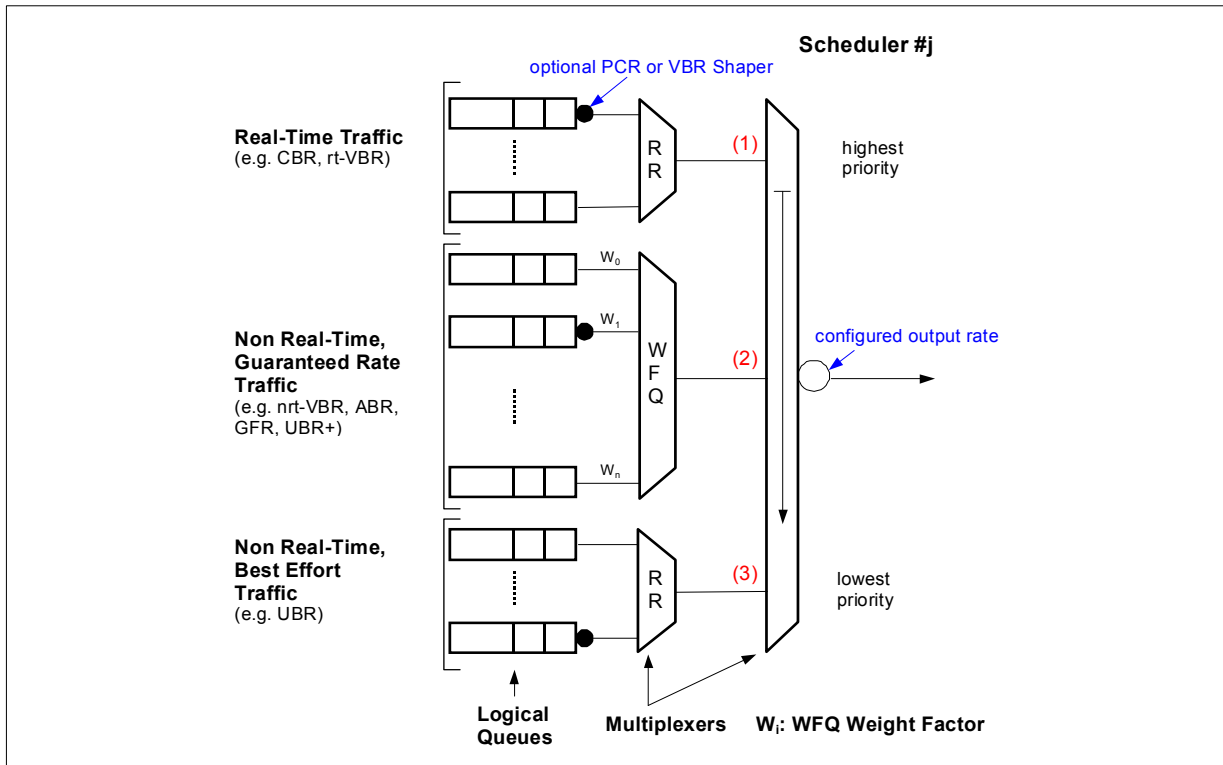 Scheduler #j
optional PCR or VBR Shaper
Real-Time Traffic
(e.g. CBR, rt-VBR)
R
R
(1)
highest
priority
W0
W1
Wn
Non Real-Time,
Guaranteed Rate
Traffic
(e.g. nrt-VBR, ABR,
GFR, UBR+)
W
F
Q
(2)
configured output rate
Non Real-Time,
Best Effort
Traffic
(e.g. UBR)
R
R
(3)
lowest
priority
Logical
Queues
Multiplexers
Wi: WFQ Weight Factor